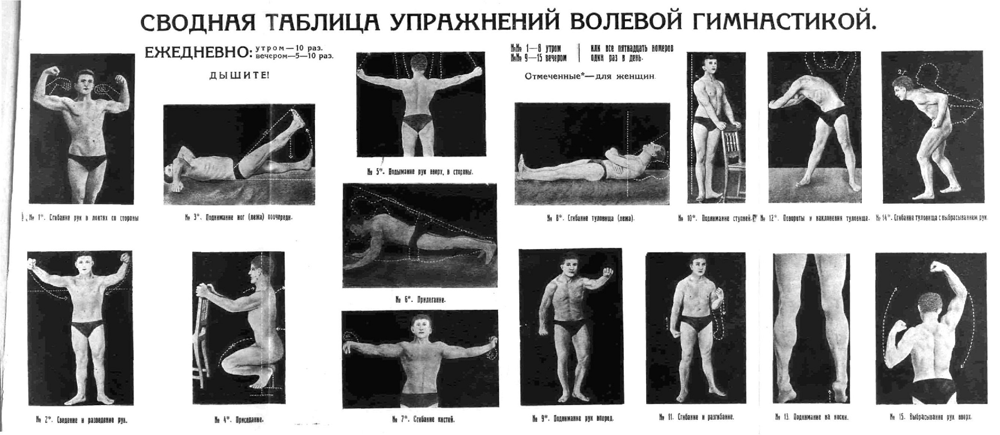 СВОДНАЯ ТАБЛИЦА УПРАЖНЕНИЙ ВОЛЕВОЙ ГИМНАСТИКОЙ.
ЕЖЕДНЕВНО: утром—10 раз.
вечером—5—10 раз.
ДЫШИТЕ!
№№ 1—8 утром
№№ 9—15 вечером
или все пятнадцать номеров
один раз в день.
Отмеченные*—для женщин.
№ 1*. Сгибание рук в локтях со стороны
№ 3*. Поднимание ног (лежа) поочередн.
№ 5*. Подымание рук вверх, в стороны.
№ 8*. Сгибание туловища (лежа).
№ 10*. Поднимание ступней.
№ 12*. Повороты и наклонения туловища.
2
№ 14*. Сгибание туловища с выбрасыванием рук.
№ 6*. Прилегание.
№ 2*. Сведение и разведение рук.
№ 4*. Приседание.
№ 7*. Сгибание кистей.
№ 9*. Поднимание рук вперед.
№ 11. Сгибание и разгибание.
№ 13. Поднимание на носки.
№ 15. Выбрасывание рук вверх.